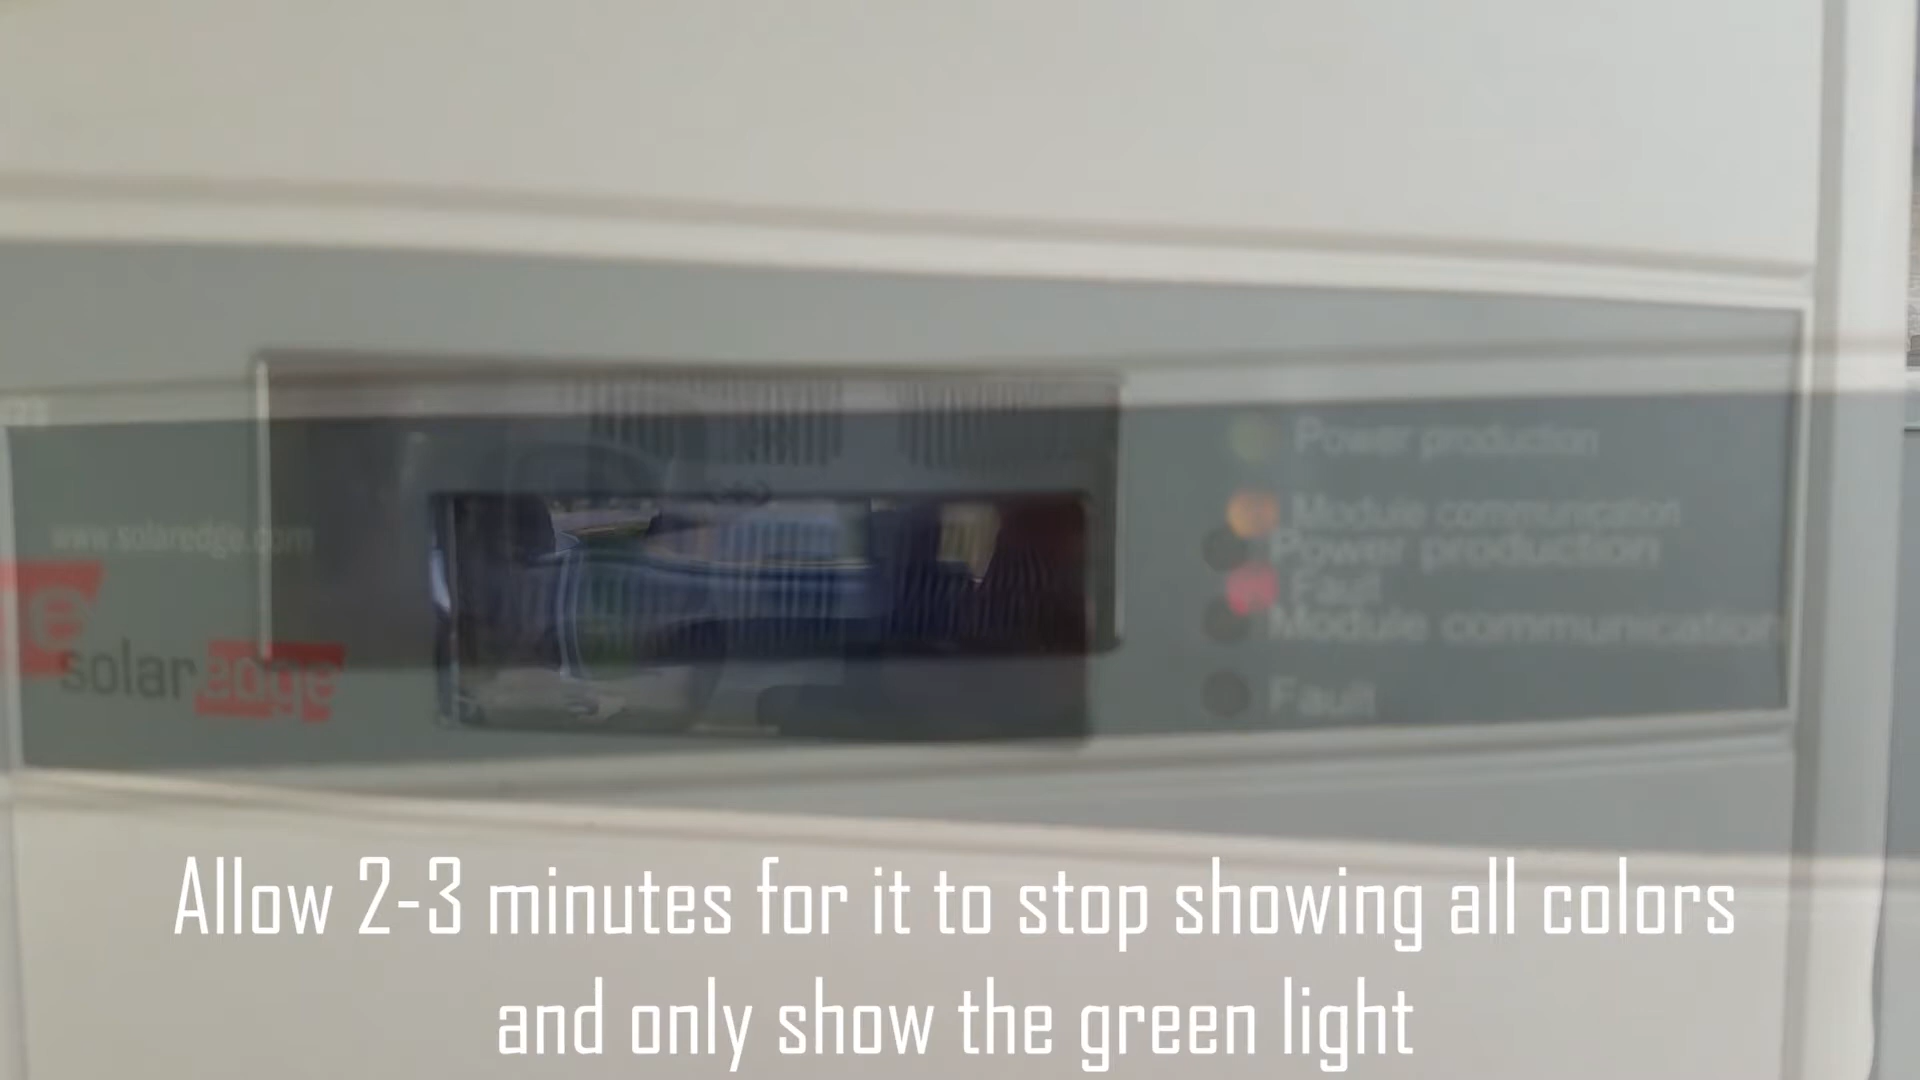 Power production
www.solaredge.com
Module communication
Power production
Fault
e
Module communication
solaredge
Fault
Allow 2-3 minutes for it to stop showing all colors
and only show the green light